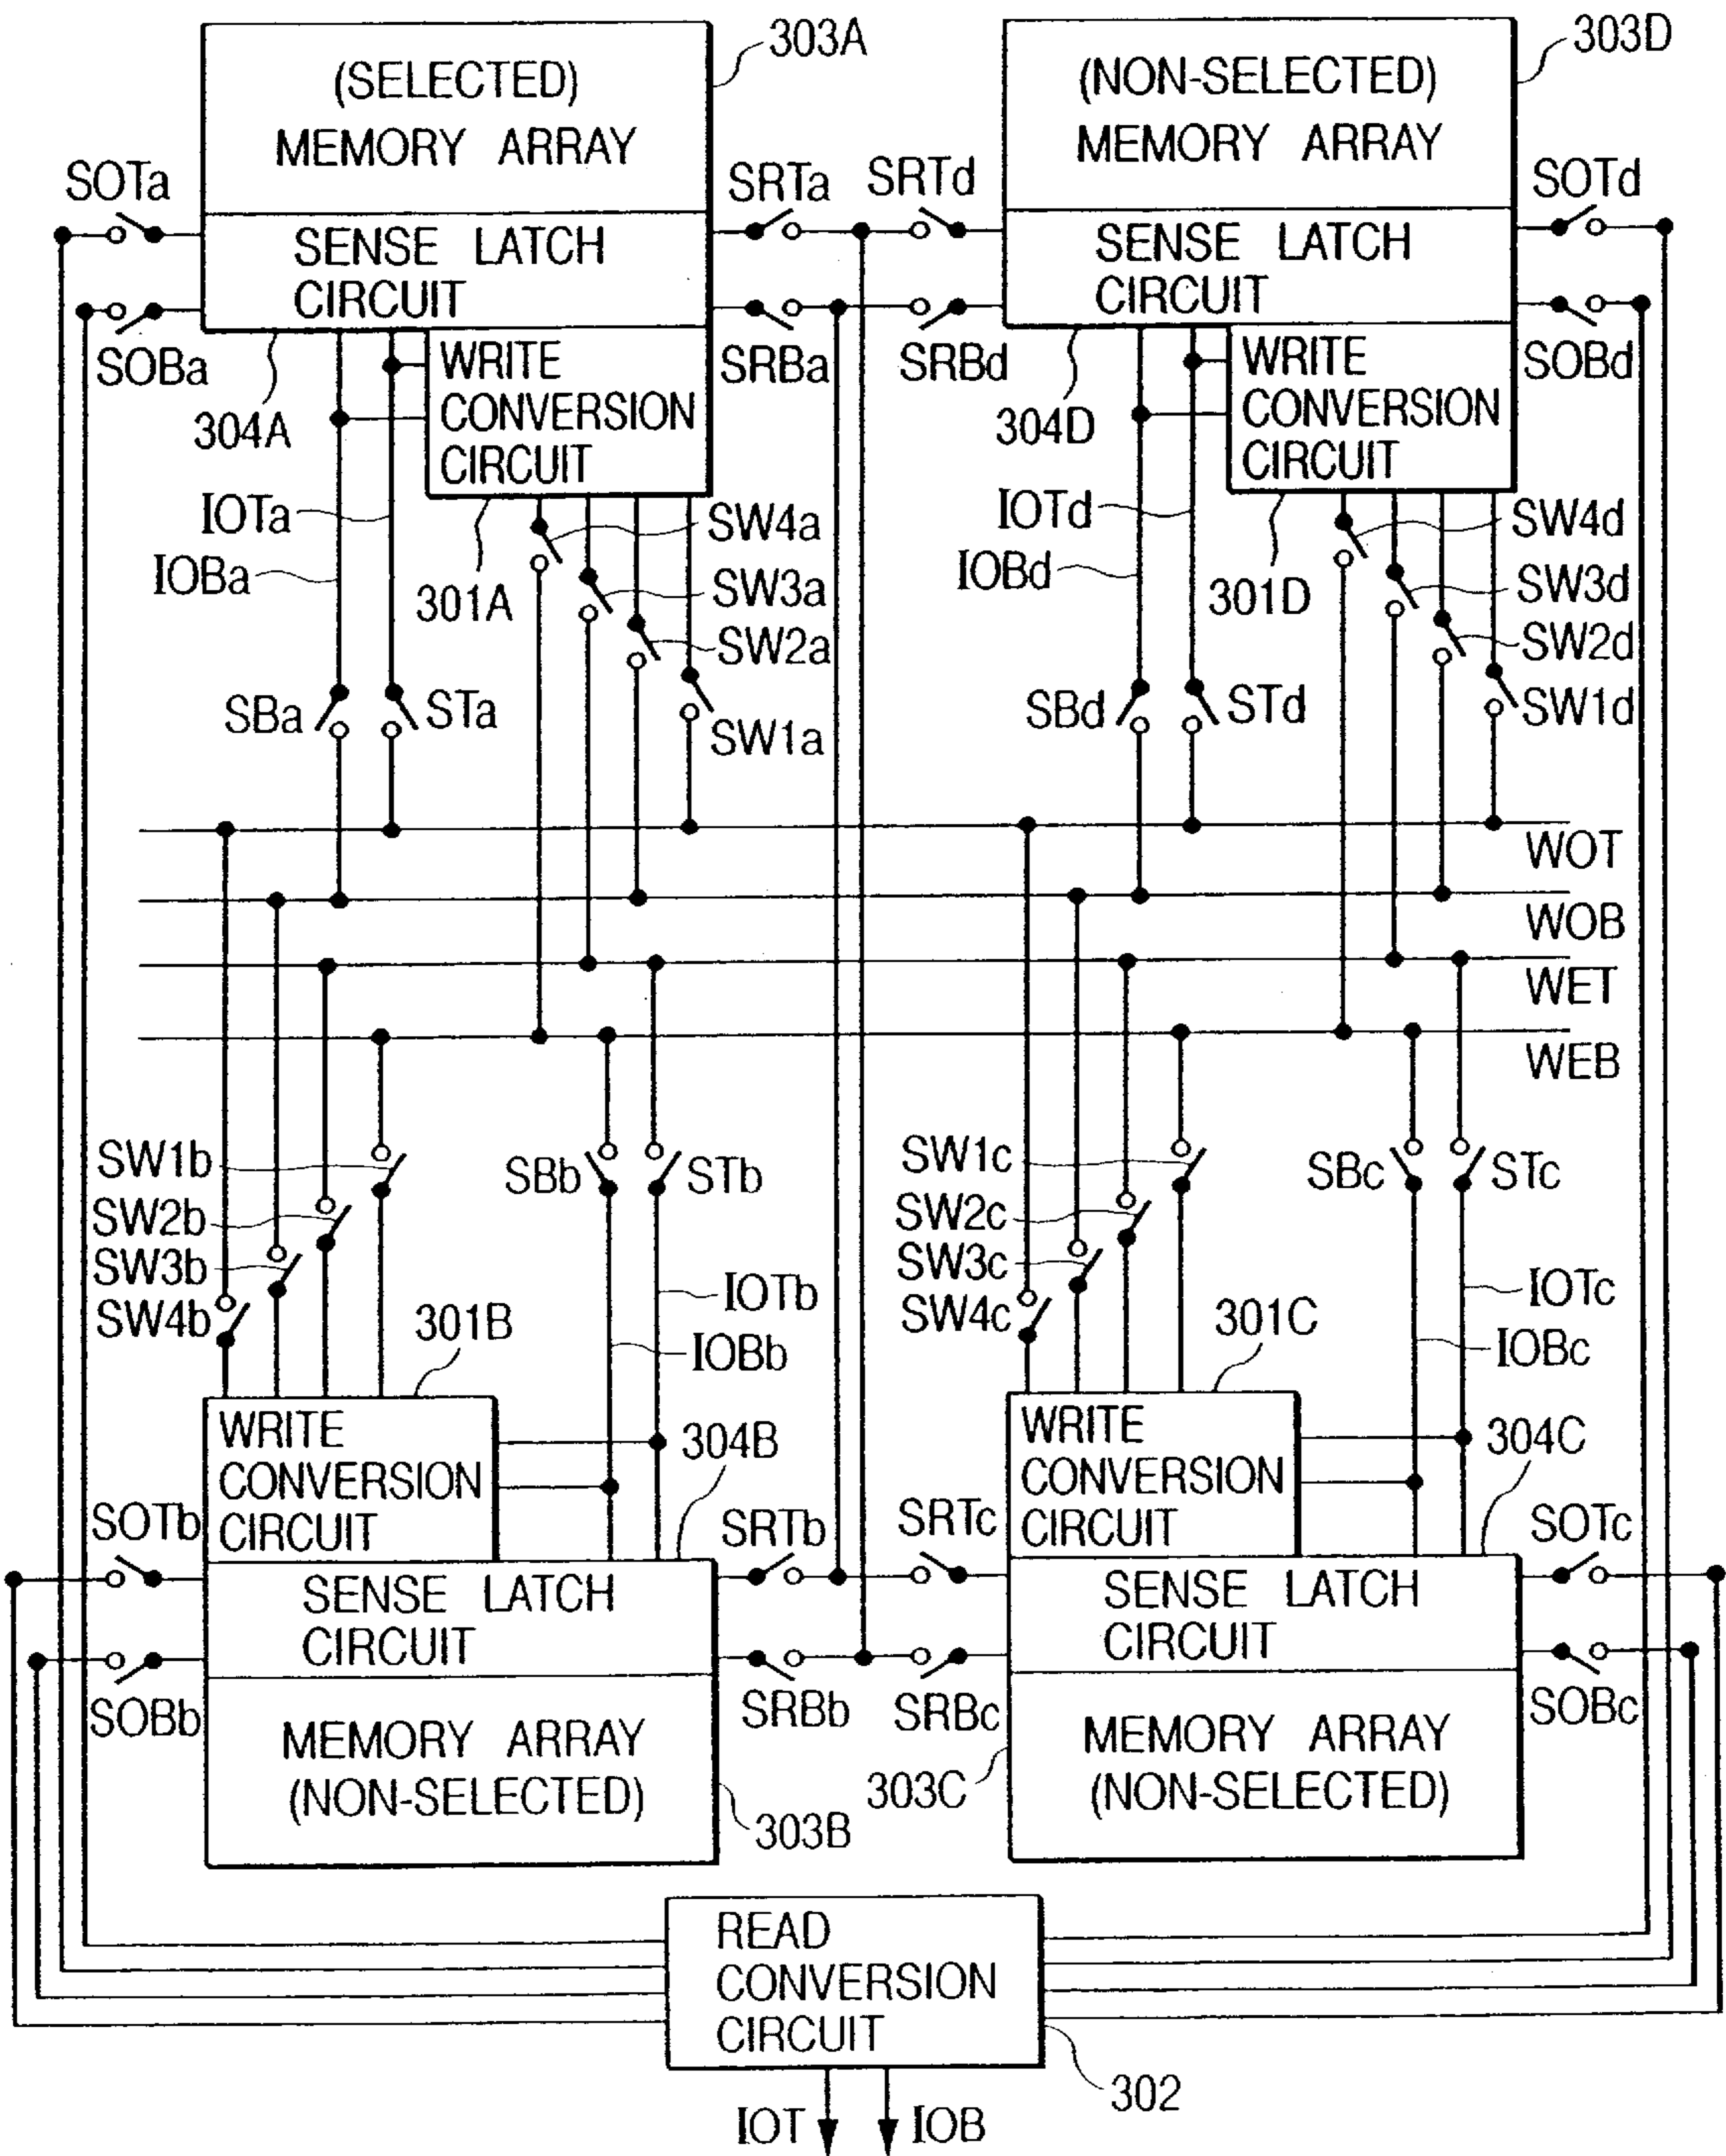 303A
303D
(SELECTED)
MEMORY ARRAY
(NON-SELECTED)
MEMORY ARRAY
SOTa
SRTa
SRTd
SOTd
SENSE LATCH
CIRCUIT
SENSE LATCH
CIRCUIT
SOBa
SRBa
SRBd
SOBd
304A
304D
WRITE
CONVERSION
CIRCUIT
WRITE
CONVERSION
CIRCUIT
IOTa
IOBa
301A
SW4a
SW3a
SW2a
SW1a
IOTd
IOBd
301D
SW4d
SW3d
SW2d
SW1d
SBa
STa
SBd
STd
WOT
WOB
WET
WEB
SW1b
SW2b
SW3b
SW4b
SBb
STb
SW1c
SW2c
SW3c
SW4c
SBc
STc
301B
IOTb
IOBb
301C
IOTc
IOBc
WRITE
CONVERSION
CIRCUIT
304B
WRITE
CONVERSION
CIRCUIT
304C
SOTb
SRTb
SRTc
SOTc
SENSE LATCH
CIRCUIT
SENSE LATCH
CIRCUIT
SOBb
SRBb
SRBc
SOBc
MEMORY ARRAY
(NON-SELECTED)
303B
303C
MEMORY ARRAY
(NON-SELECTED)
READ
CONVERSION
CIRCUIT
302
IOT
IOB